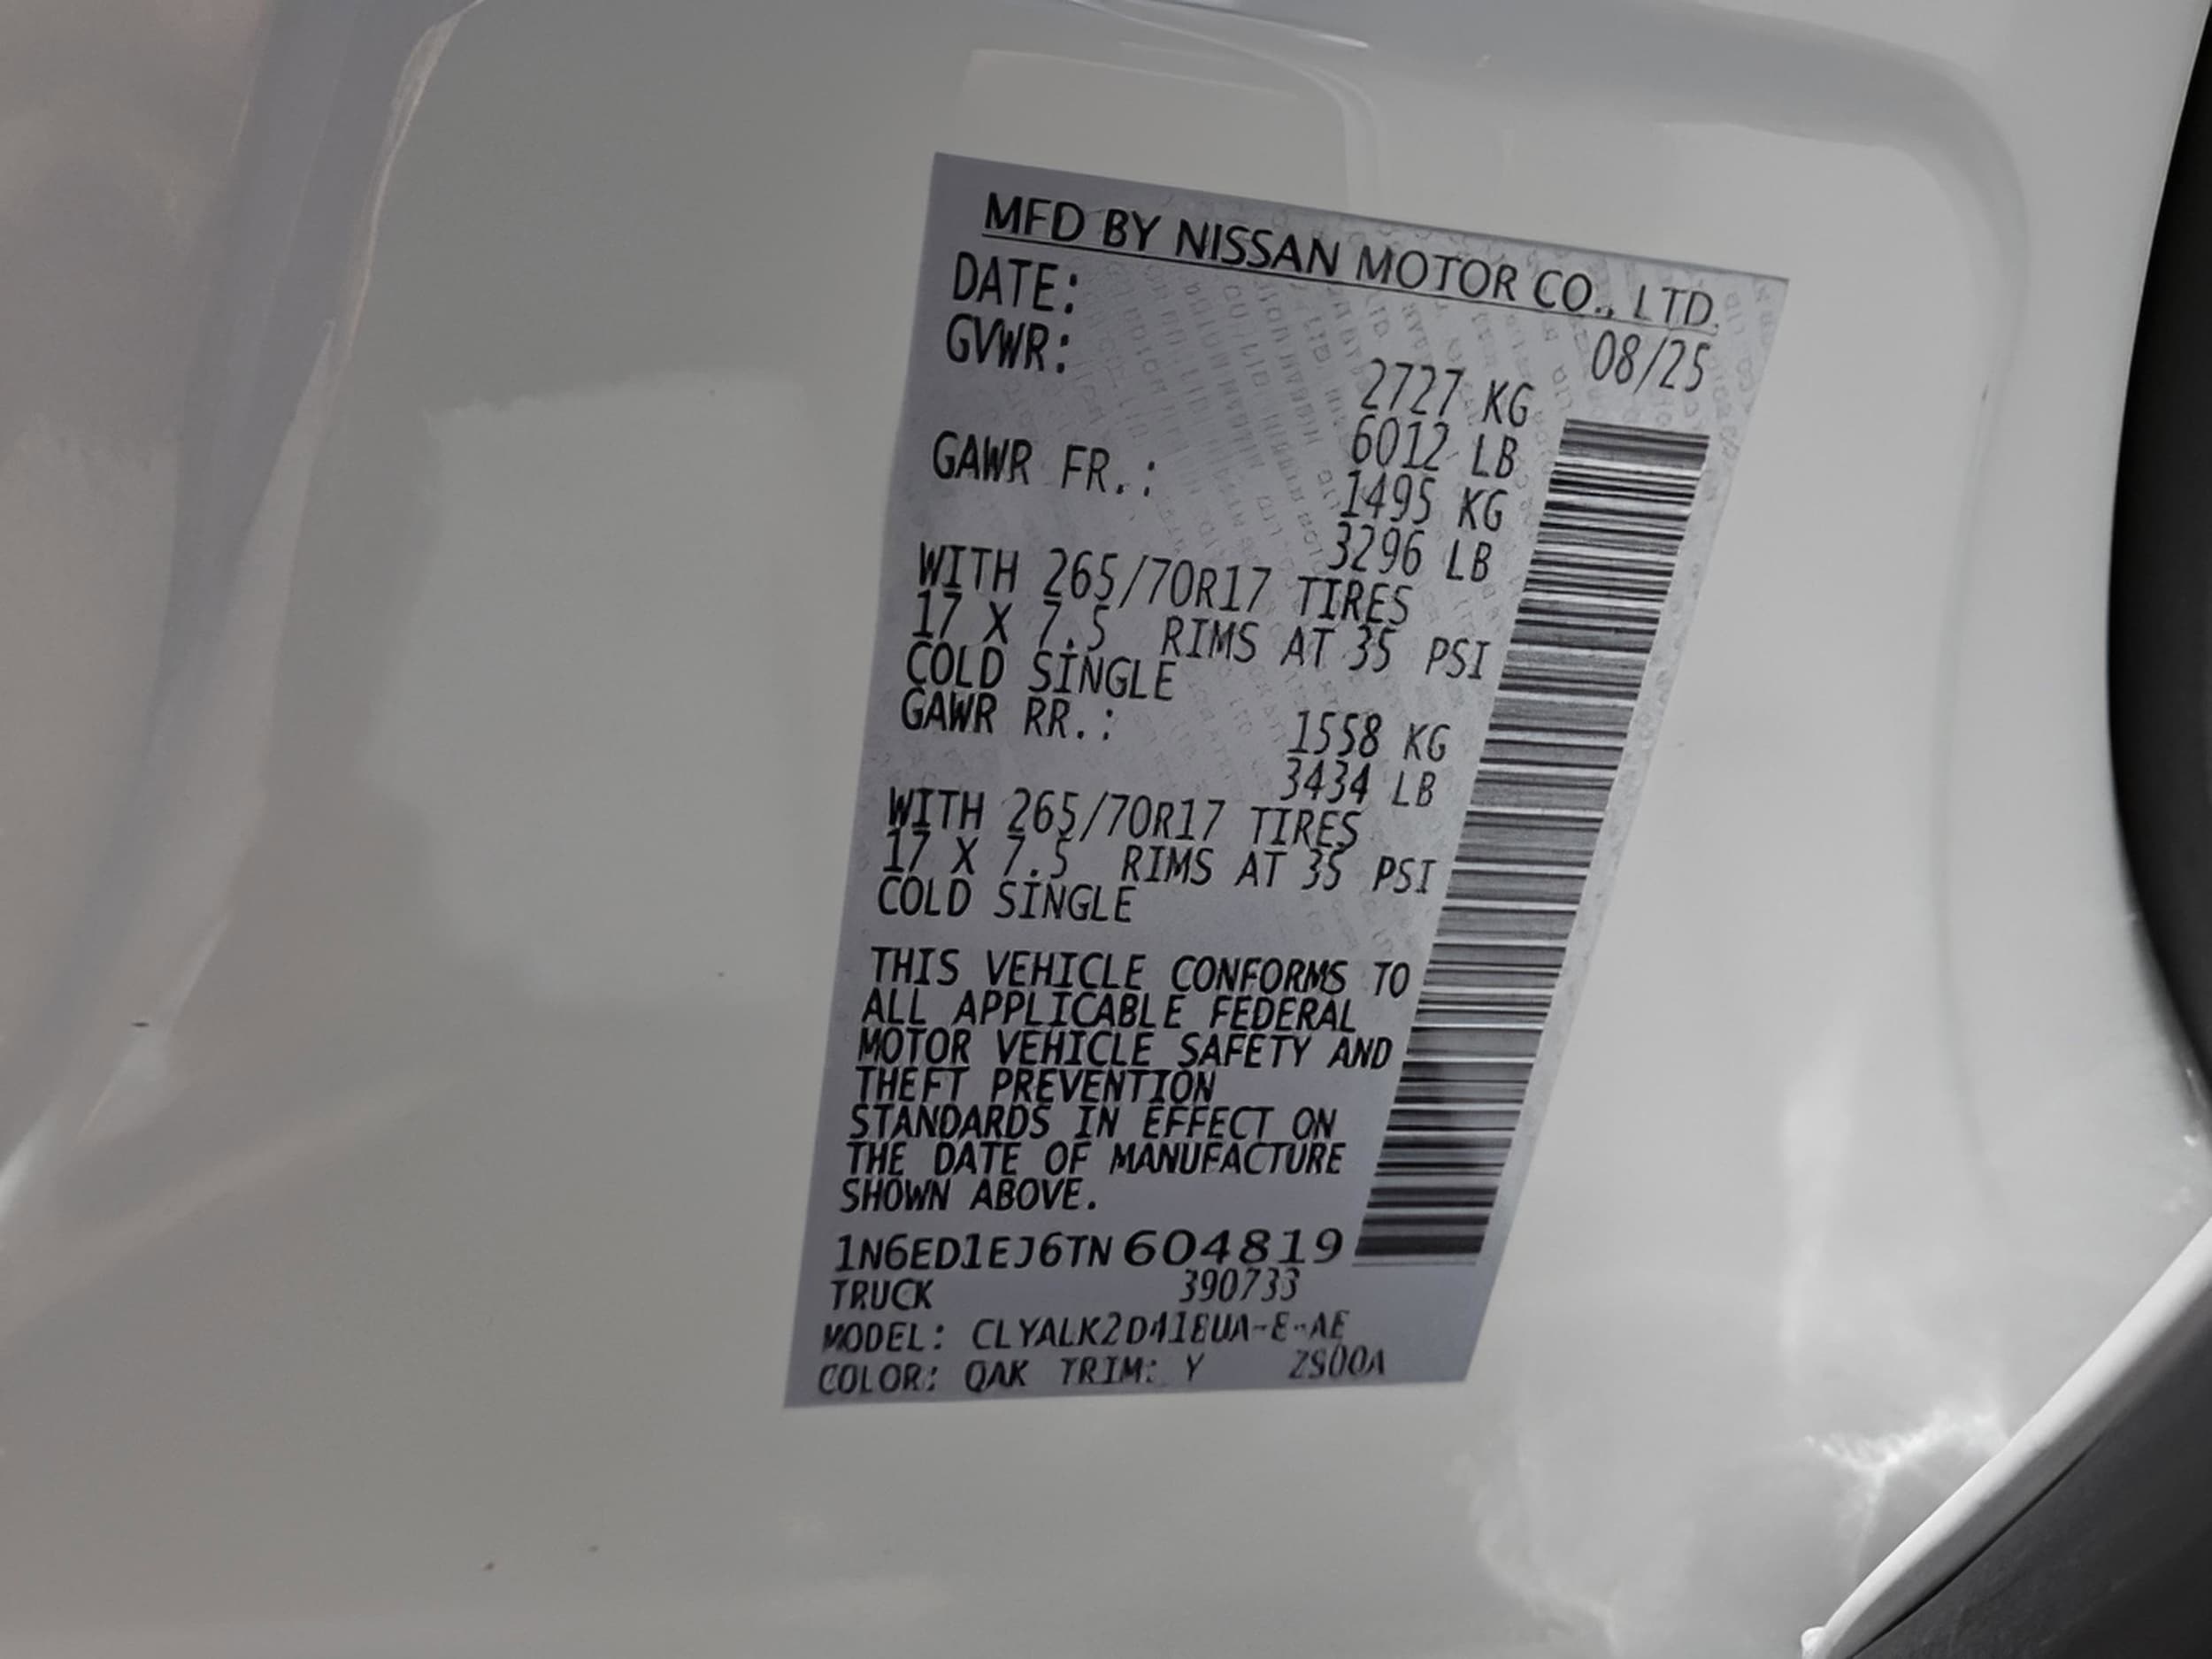 MFD BY NISSAN MOTOR CO., LTD.
DATE: 08/25
GVWR: 2727 KG
6012 LB
GAWR FR.: 1495 KG
3296 LB
WITH 265/70R17 TIRES
17 X 7.5 RIMS AT 35 PSI
COLD SINGLE
GAWR RR.: 1558 KG
3434 LB
WITH 265/70R17 TIRES
17 X 7.5 RIMS AT 35 PSI
COLD SINGLE
THIS VEHICLE CONFORMS TO
ALL APPLICABLE FEDERAL
MOTOR VEHICLE SAFETY AND
THEFT PREVENTION
STANDARDS IN EFFECT ON
THE DATE OF MANUFACTURE
SHOWN ABOVE.
1N6ED1EJ6TN604819
TRUCK 390733
MODEL:
COLOR: QAK TRIM: Y